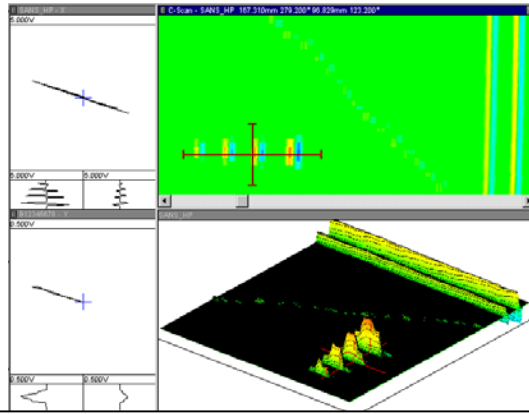 SANS_HP - X
5.000V
5.000V 5.000V
C-Scan - SANS_HP 167.310mm 279.200° 96.829mm 123.200°
0.500V
0.500V 0.500V
SANS_HP